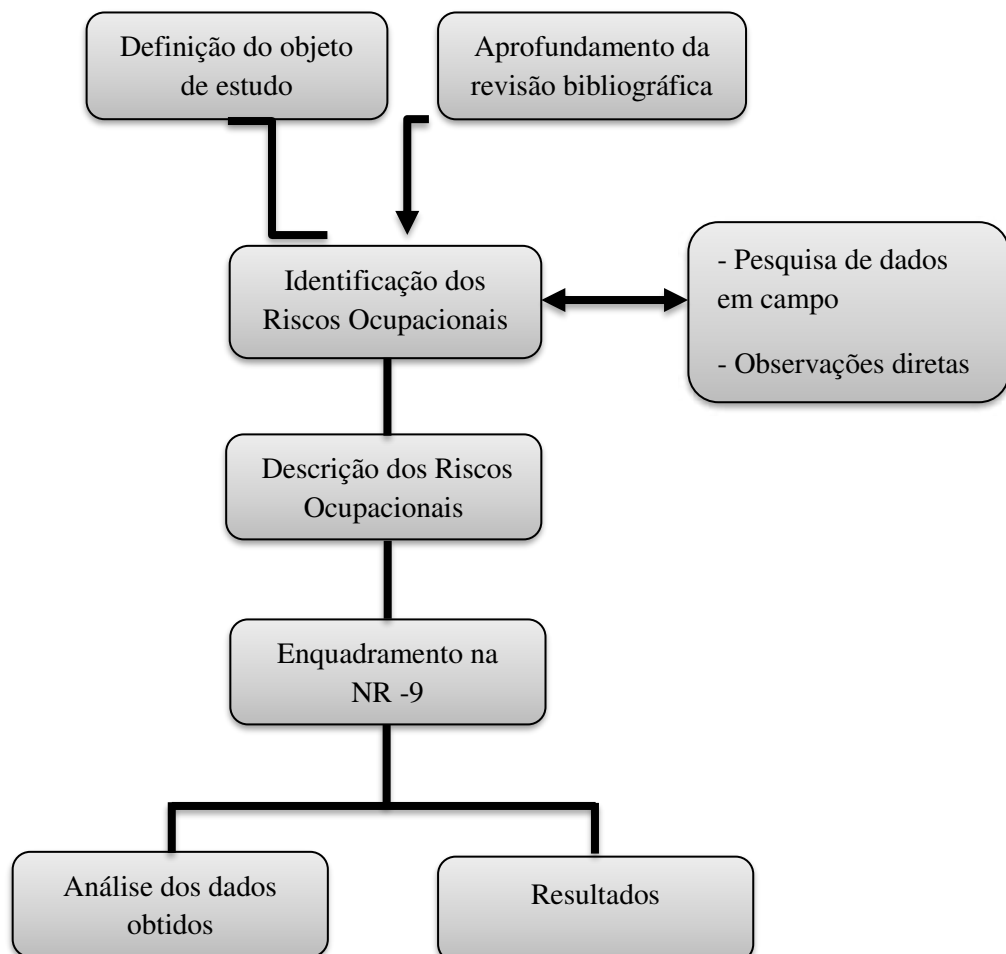 Definição do objeto
de estudo
Aprofundamento da
revisão bibliográfica
Identificação dos
Riscos Ocupacionais
- Pesquisa de dados
em campo
- Observações diretas
Descrição dos Riscos
Ocupacionais
Enquadramento na
NR -9
Análise dos dados
obtidos
Resultados